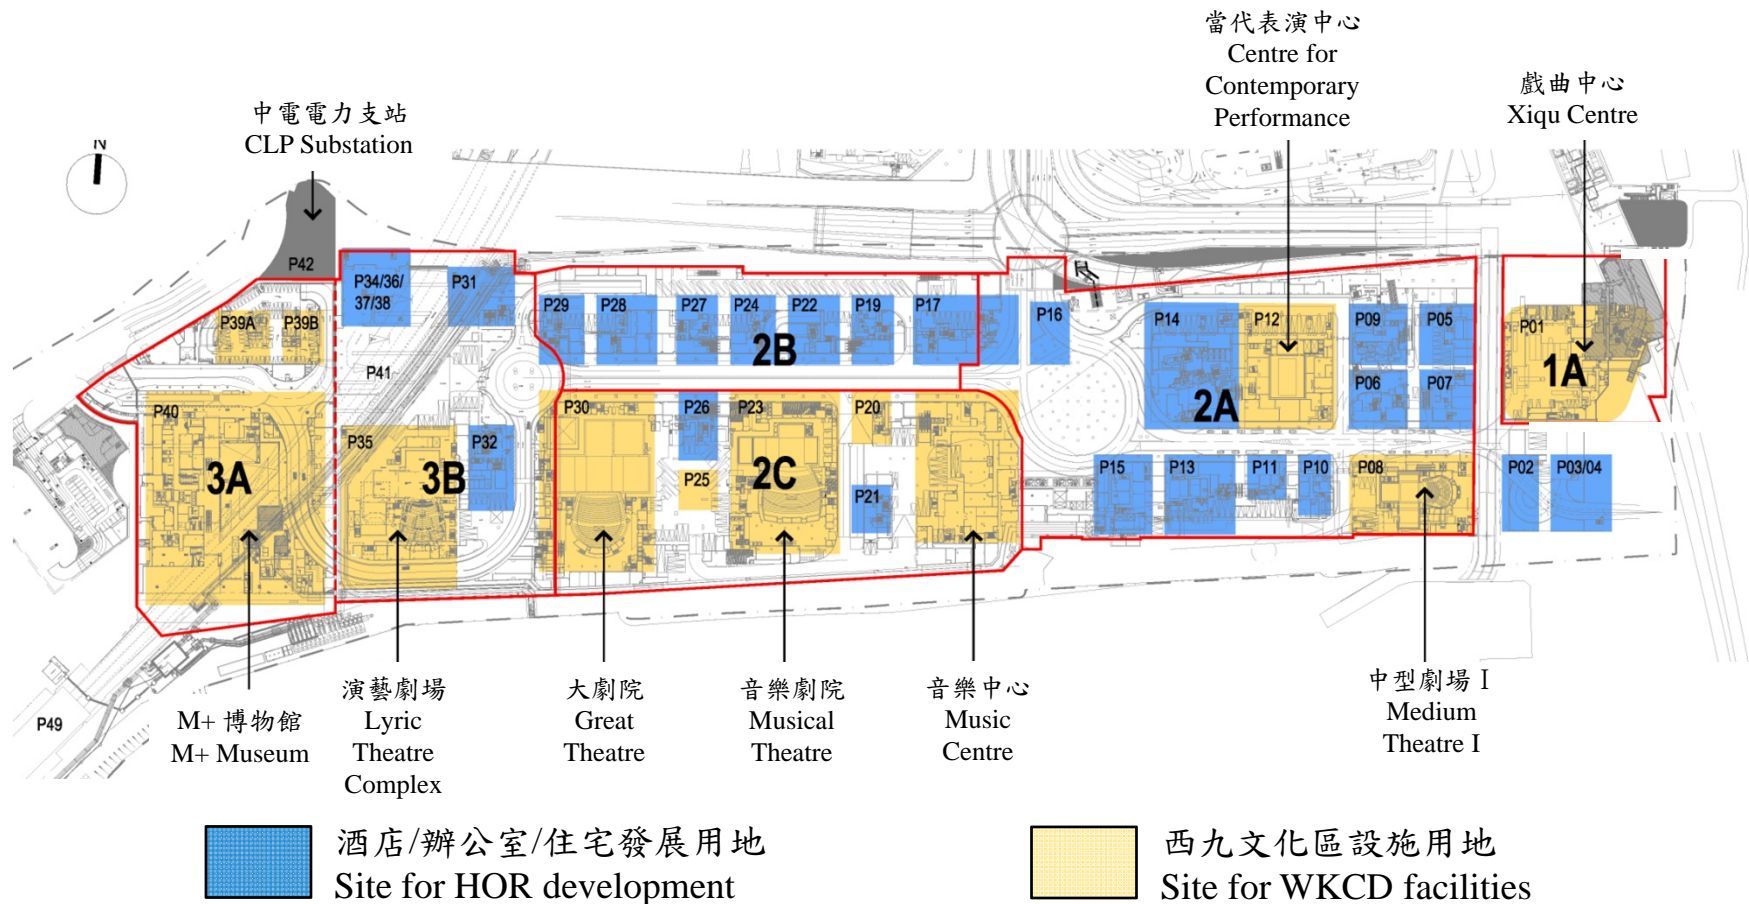 當代表演中心
Centre for
Contemporary
Performance
戲曲中心
Xiqu Centre
中電電力支站
CLP Substation
N
P42
P34/36/
37/38
P31
P39A
P39B
P41
P29
P28
P27
P24
P22
P19
P17
2B
P16
P14
P12
P09
P05
P06
P07
2A
P01
1A
P40
3A
P35
3B
P32
P30
P26
P25
P23
2C
P20
P21
P15
P13
P11
P10
P08
P02
P03/04
P49
M+ 博物館
M+ Museum
演藝劇場
Lyric
Theatre
Complex
大劇院
Great
Theatre
音樂劇院
Musical
Theatre
音樂中心
Music
Centre
中型劇場 I
Medium
Theatre I
酒店/辦公室/住宅發展用地
Site for HOR development
西九文化區設施用地
Site for WKCD facilities